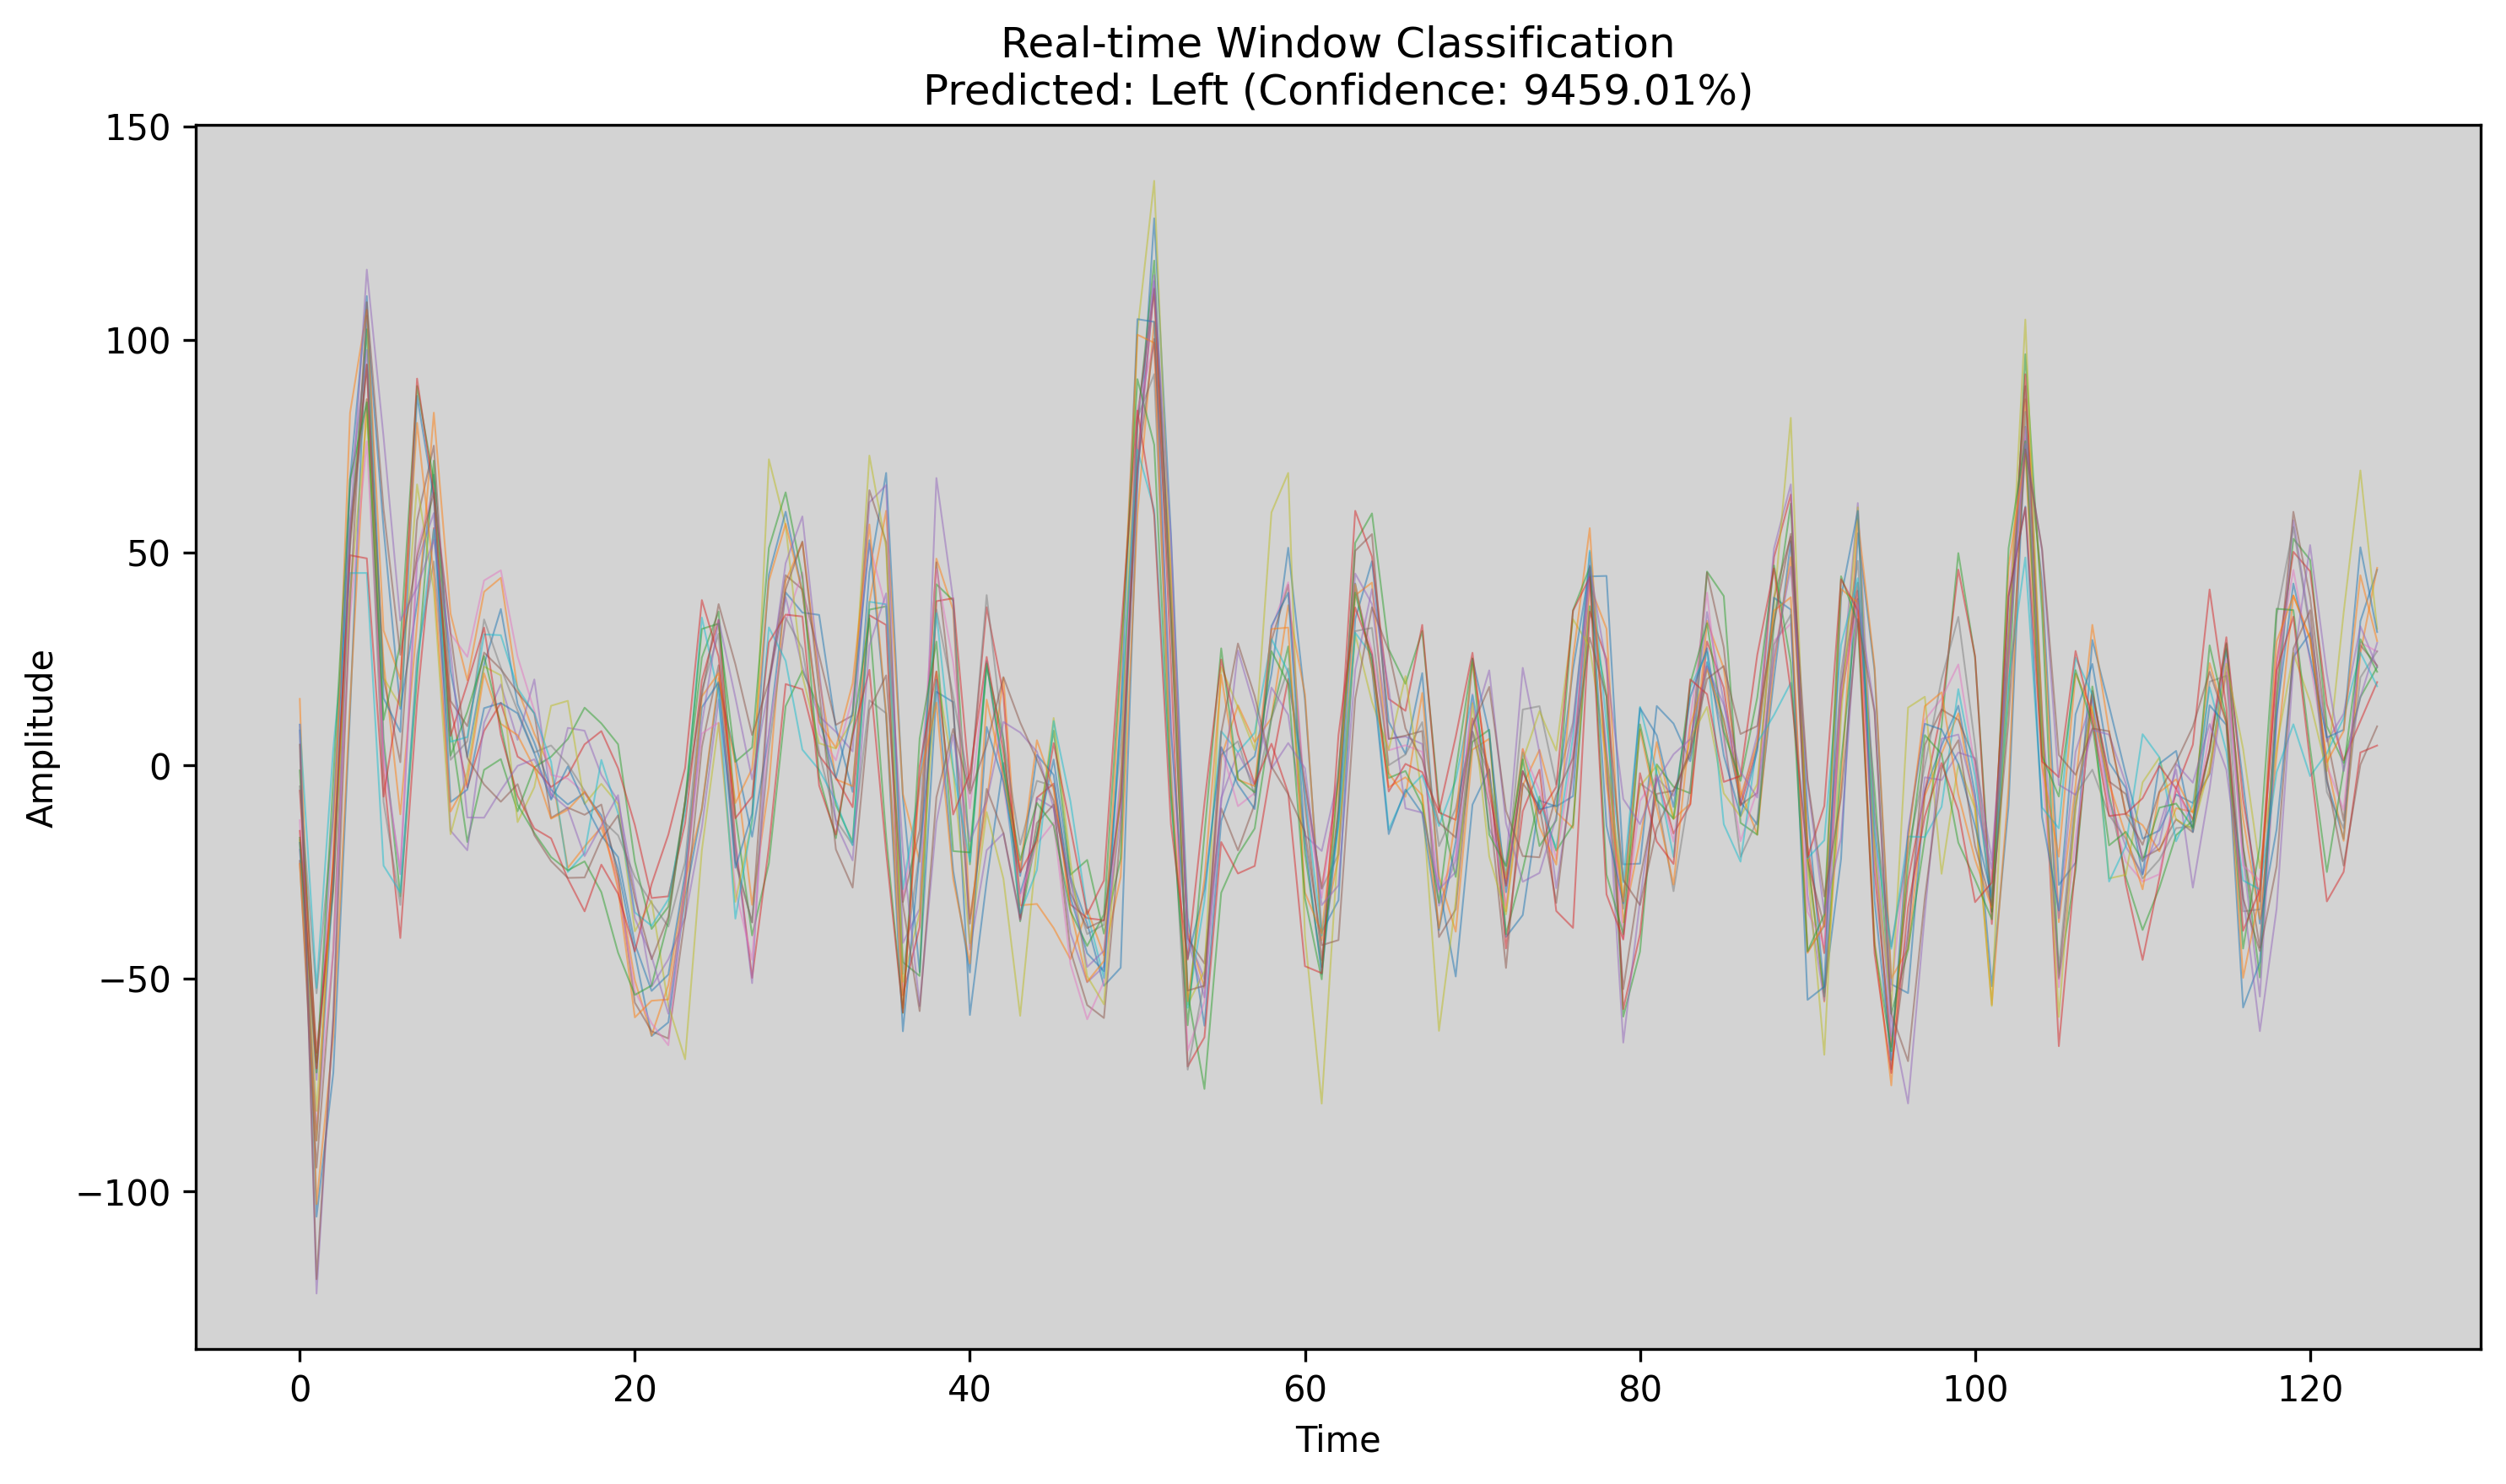 Real-time Window Classification
Predicted: Left (Confidence: 9459.01%)
150
100
50
0
−50
−100
Amplitude
0 20 40 60 80 100 120
Time